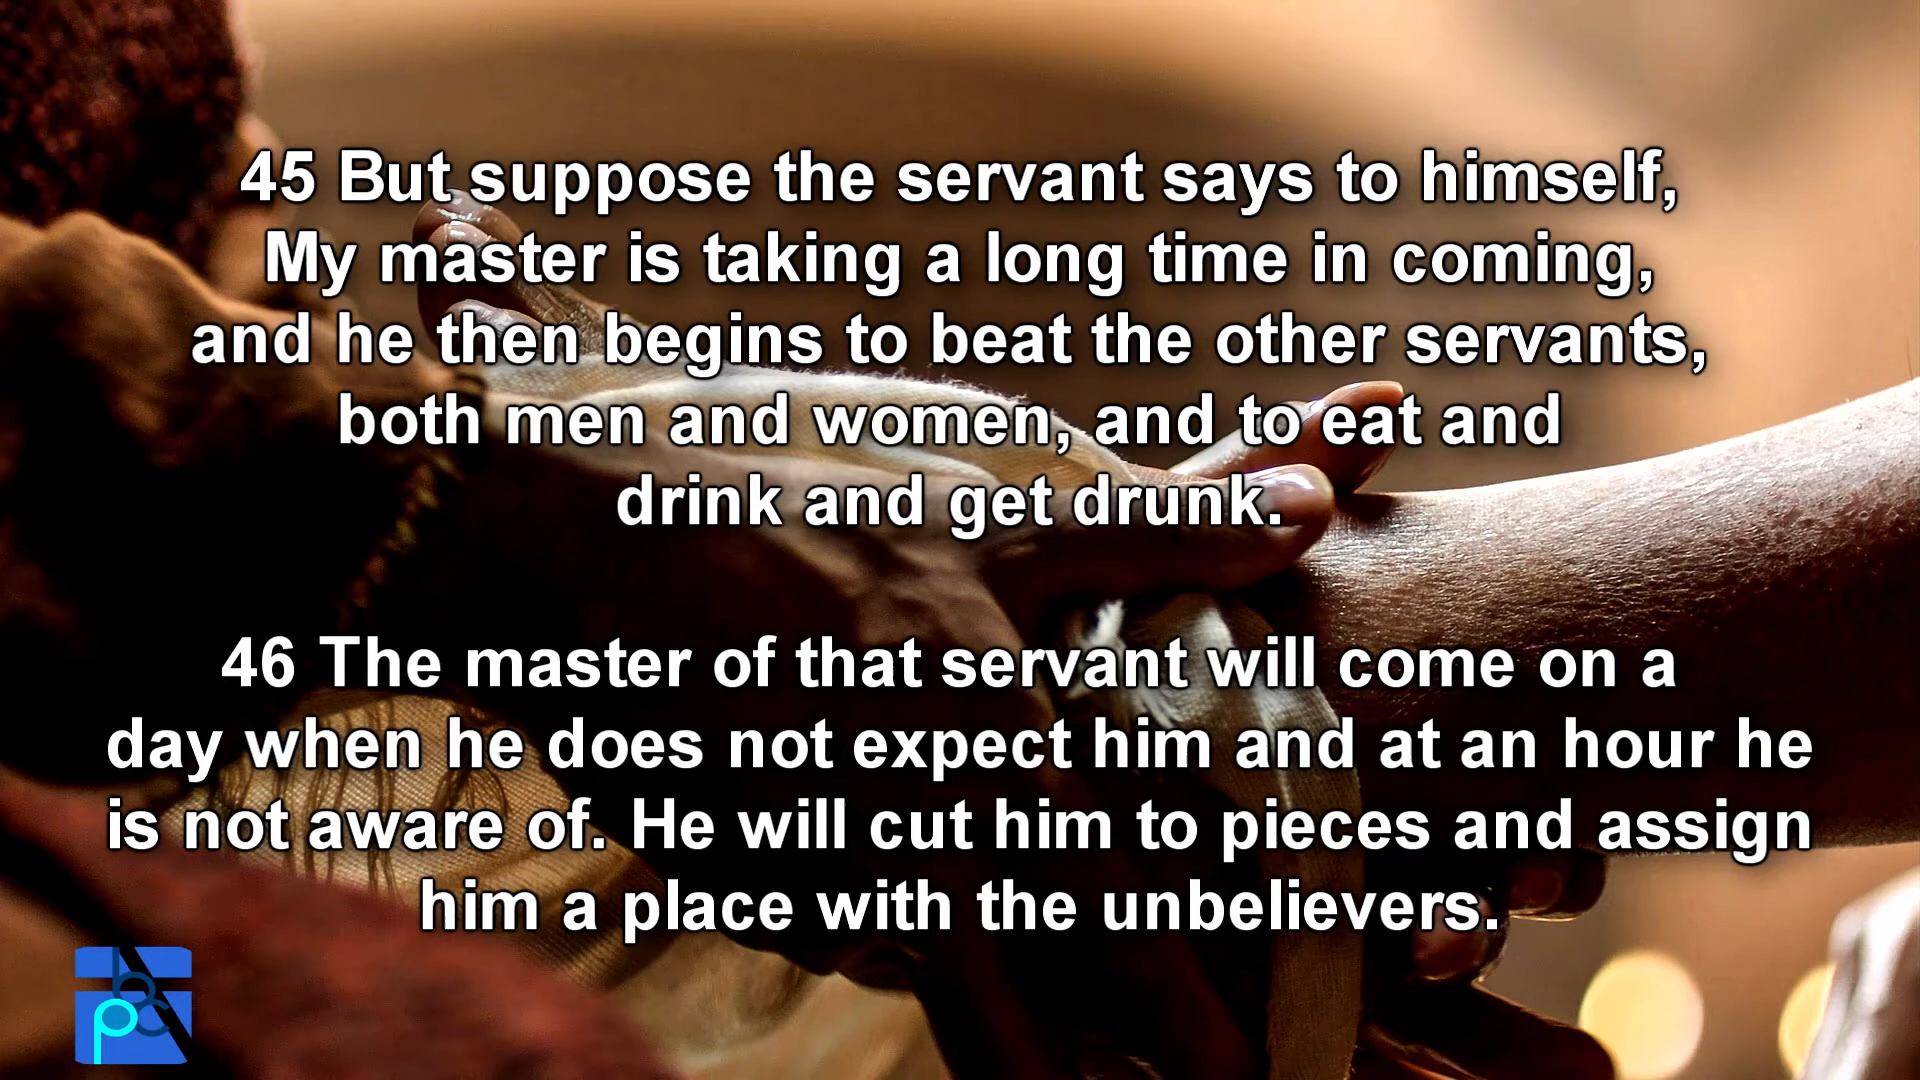 45 But suppose the servant says to himself,
My master is taking a long time in coming,
and he then begins to beat the other servants,
both men and women, and to eat and
drink and get drunk.
46 The master of that servant will come on a
day when he does not expect him and at an hour he
is not aware of. He will cut him to pieces and assign
him a place with the unbelievers.